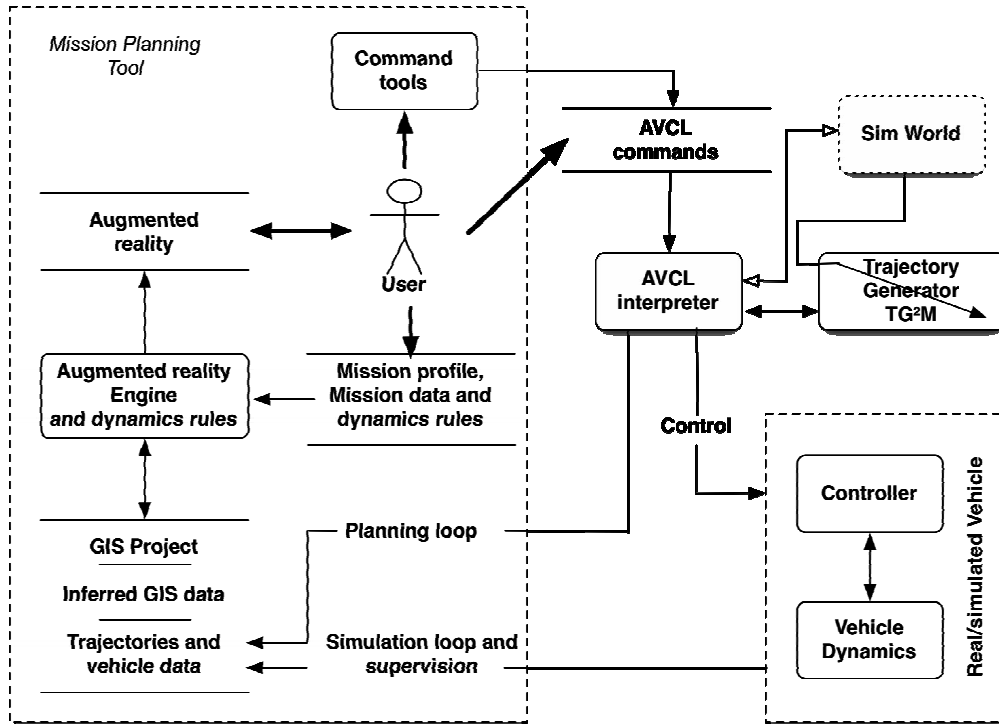 Mission Planning
Tool
Command
tools
AVCL
commands
Sim World
Augmented
reality
User
AVCL
interpreter
Trajectory
Generator
TG²M
Augmented reality
Engine
and dynamics rules
Mission profile,
Mission data and
dynamics rules
Control
Controller
Real/simulated Vehicle
GIS Project
Planning loop
Inferred GIS data
Trajectories and
vehicle data
Simulation loop and
supervision
Vehicle
Dynamics